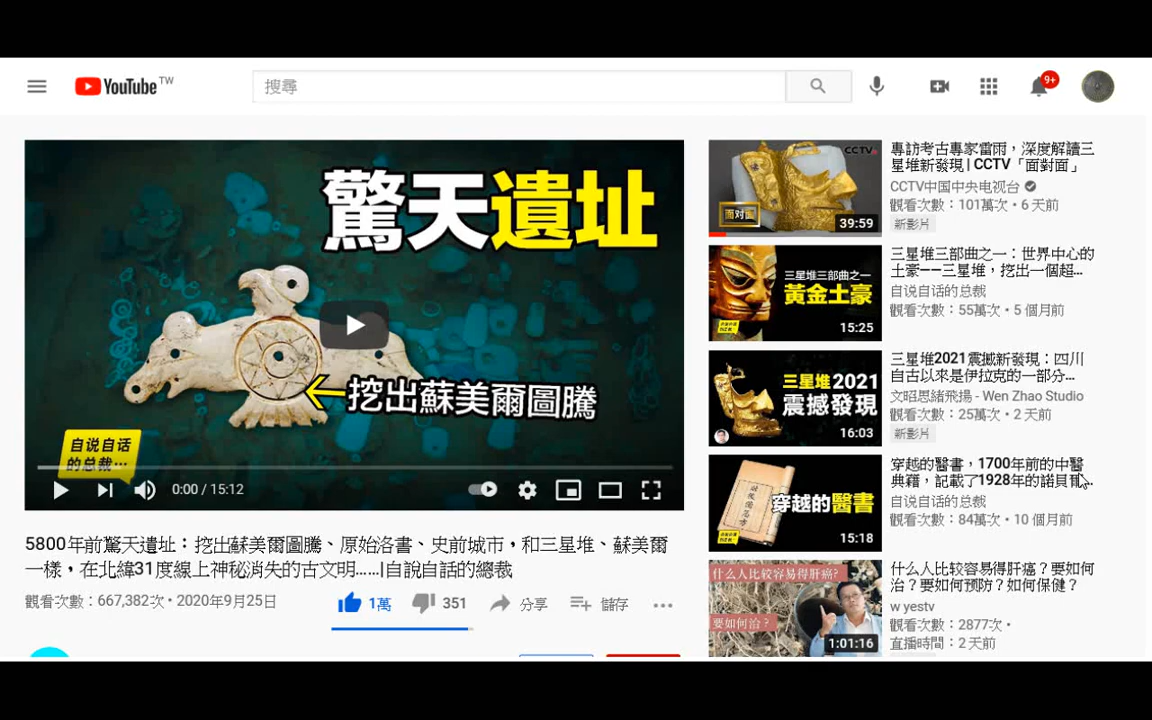 YouTube TW
搜尋
9+
驚天遺址
挖出蘇美爾圖騰
自说自话
的总裁…
0:00 / 15:12
5800年前驚天遺址：挖出蘇美爾圖騰、原始洛書、史前城市，和三星堆、蘇美爾
一樣，在北緯31度線上神秘消失的古文明……|自說自話的總裁
觀看次數：667,382次 • 2020年9月25日
1萬
351
分享
儲存
CCTV
面对面
39:59
專訪考古專家雷雨，深度解讀三
星堆新發現 | CCTV「面對面」
CCTV中国中央电视台
觀看次數：101萬次 • 6 天前
新影片
三星堆三部曲之一
黃金土豪
15:25
三星堆三部曲之一：世界中心的
土豪——三星堆，挖出一個超...
自说自话的总裁
觀看次數：55萬次 • 5 個月前
三星堆2021
震撼發現
16:03
三星堆2021震撼新發現：四川
自古以來是伊拉克的一部分...
文昭思緒飛揚 - Wen Zhao Studio
觀看次數：25萬次 • 2 天前
新影片
穿越的醫書
15:18
穿越的醫書，1700年前的中醫
典藉，記載了1928年的諾貝爾...
自说自话的总裁
觀看次數：84萬次 • 10 個月前
什么人比较容易得肝癌?
要如何治？
1:01:16
什么人比较容易得肝癌？要如何
治？要如何预防？如何保健？
w yestv
觀看次數：2877次 •
直播時間：2 天前